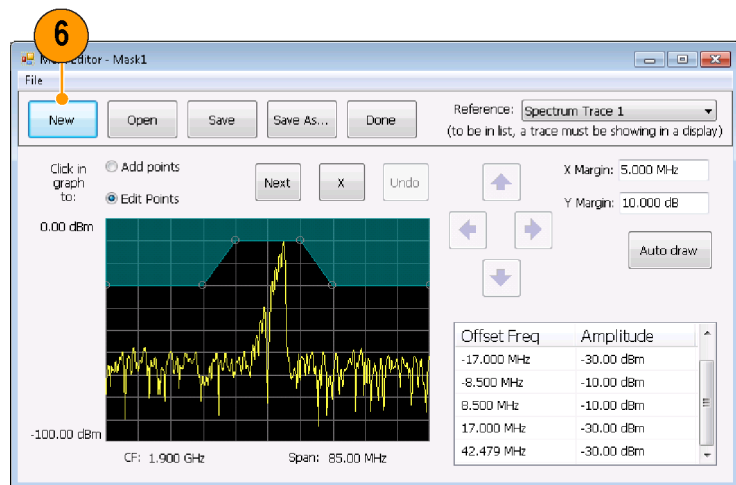 6
Editor - Mask1
File
New
Open
Save
Save As...
Done
Reference:
Spectrum Trace 1
(to be in list, a trace must be showing in a display)
Click in
graph
to:
Add points
Edit Points
Next
X
Undo
X Margin:
5.000 MHz
Y Margin:
10.000 dB
Auto draw
0.00 dBm
-100.00 dBm
CF: 1.900 GHz
Span: 85.00 MHz
Offset Freq Amplitude
-17.000 MHz -30.00 dBm
-8.500 MHz -10.00 dBm
8.500 MHz -10.00 dBm
17.000 MHz -30.00 dBm
42.479 MHz -30.00 dBm